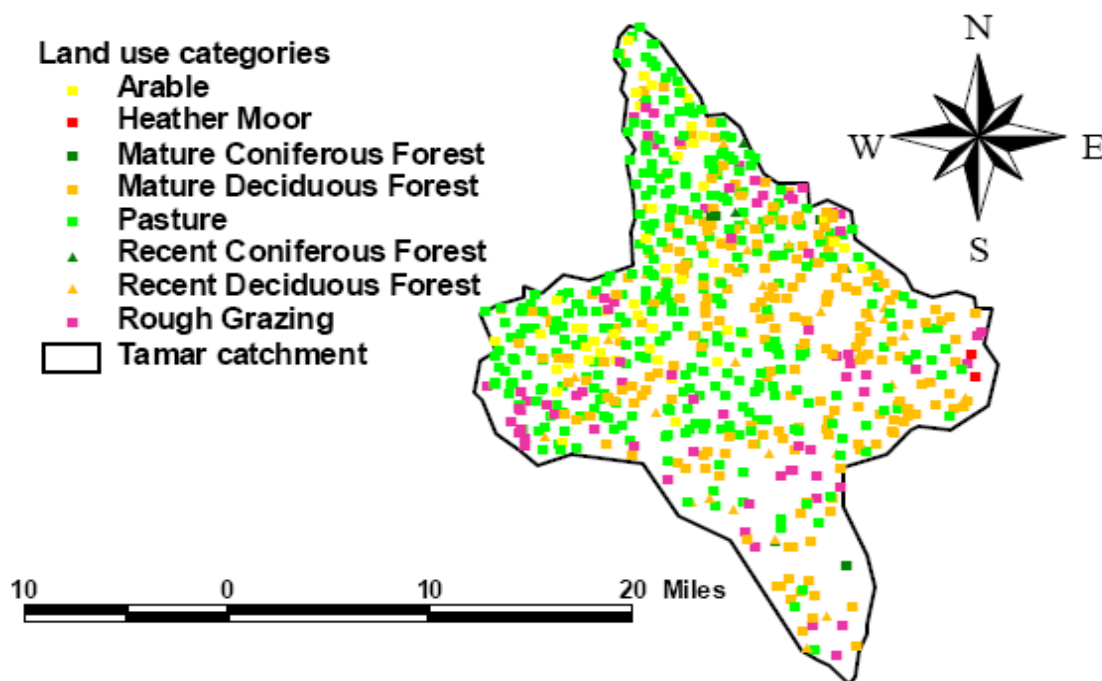 Land use categories
Arable
Heather Moor
Mature Coniferous Forest
Mature Deciduous Forest
Pasture
Recent Coniferous Forest
Recent Deciduous Forest
Rough Grazing
Tamar catchment
N
W E
S
10 0 10 20 Miles